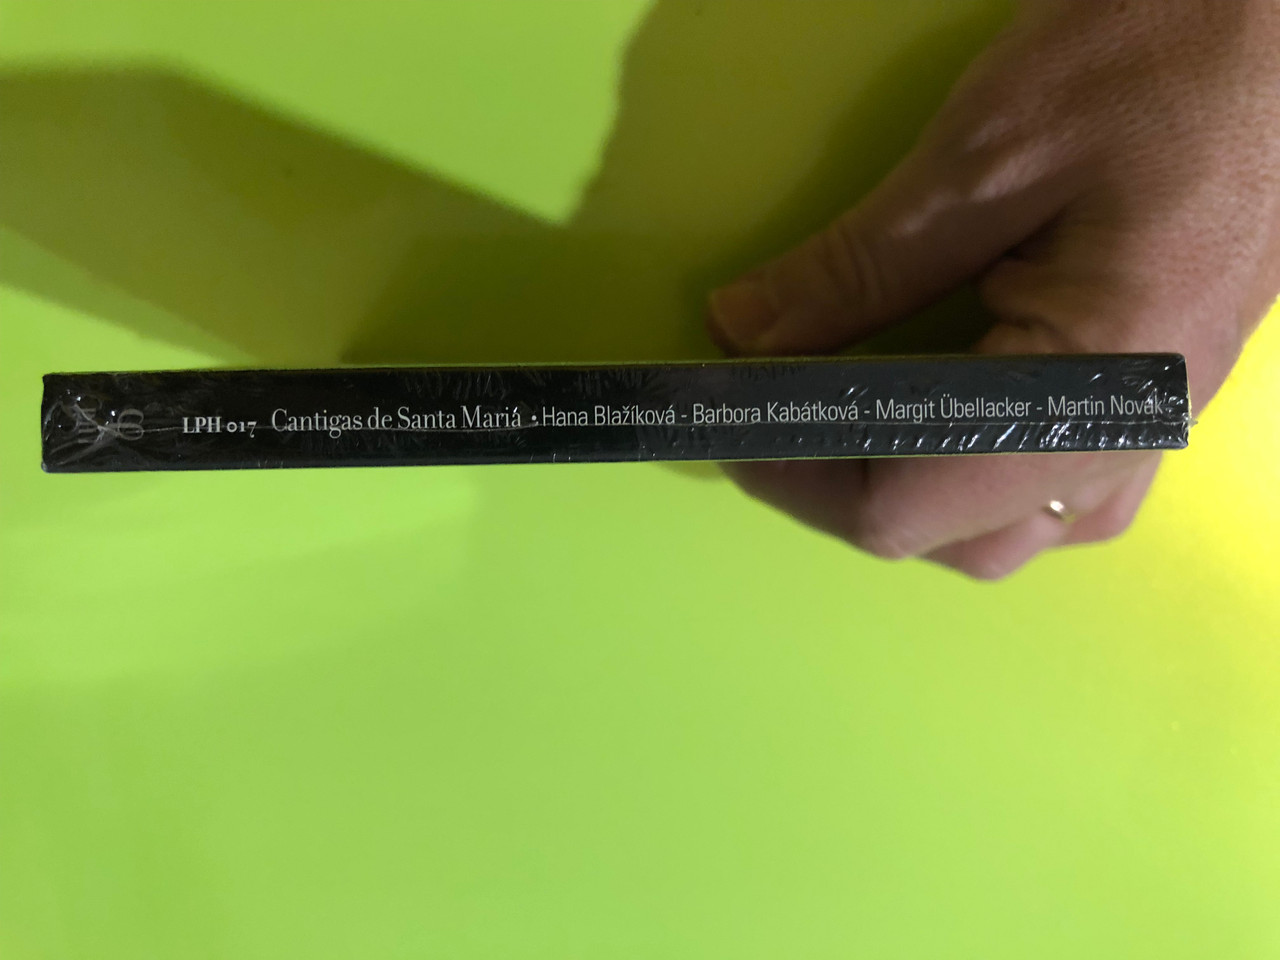 LPH 017 Cantigas de Santa Mariá • Hana Blažíková - Barbora Kabátková - Margit Übellacker - Martin Novák